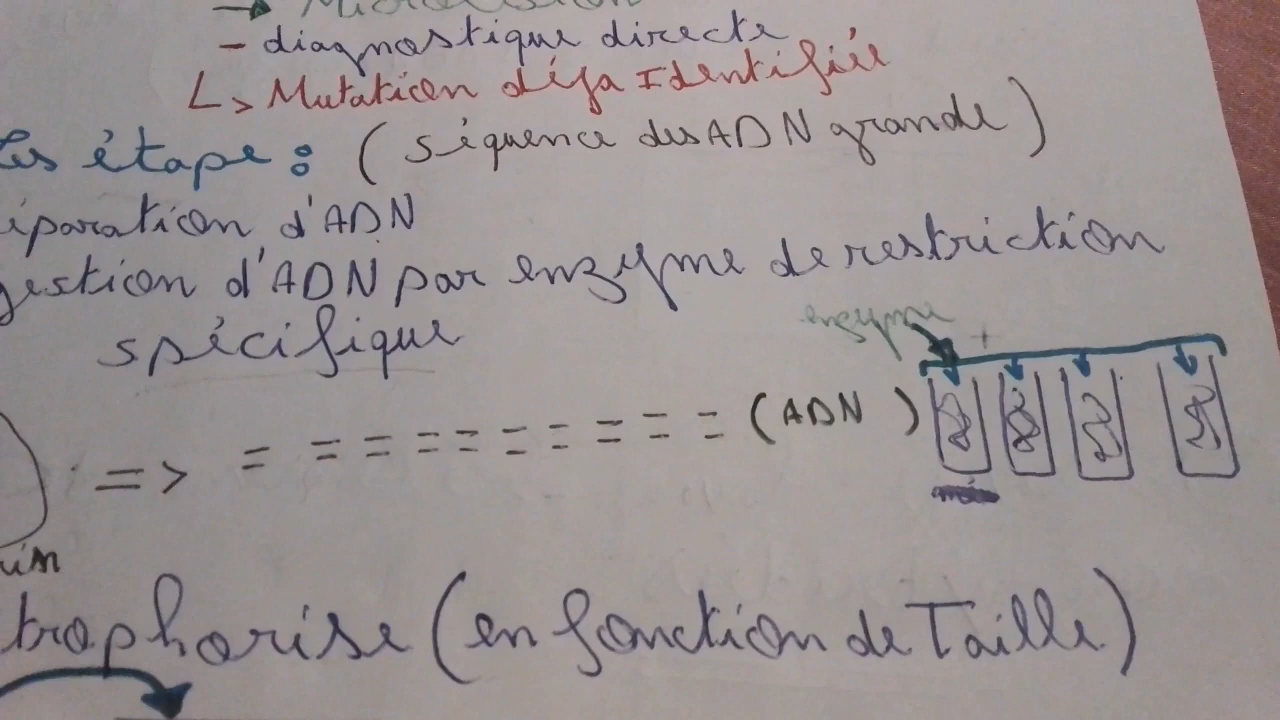 - diagnostique directe
L> Mutation déja Identifiée
Les étape : (séquence des ADN grande)
éparation d'ADN
gestion d'ADN par enzyme de restriction
spécifique
enzyme +
=> = = = = = = = = = = (ADN)
trophorise (en fonction de Taille)